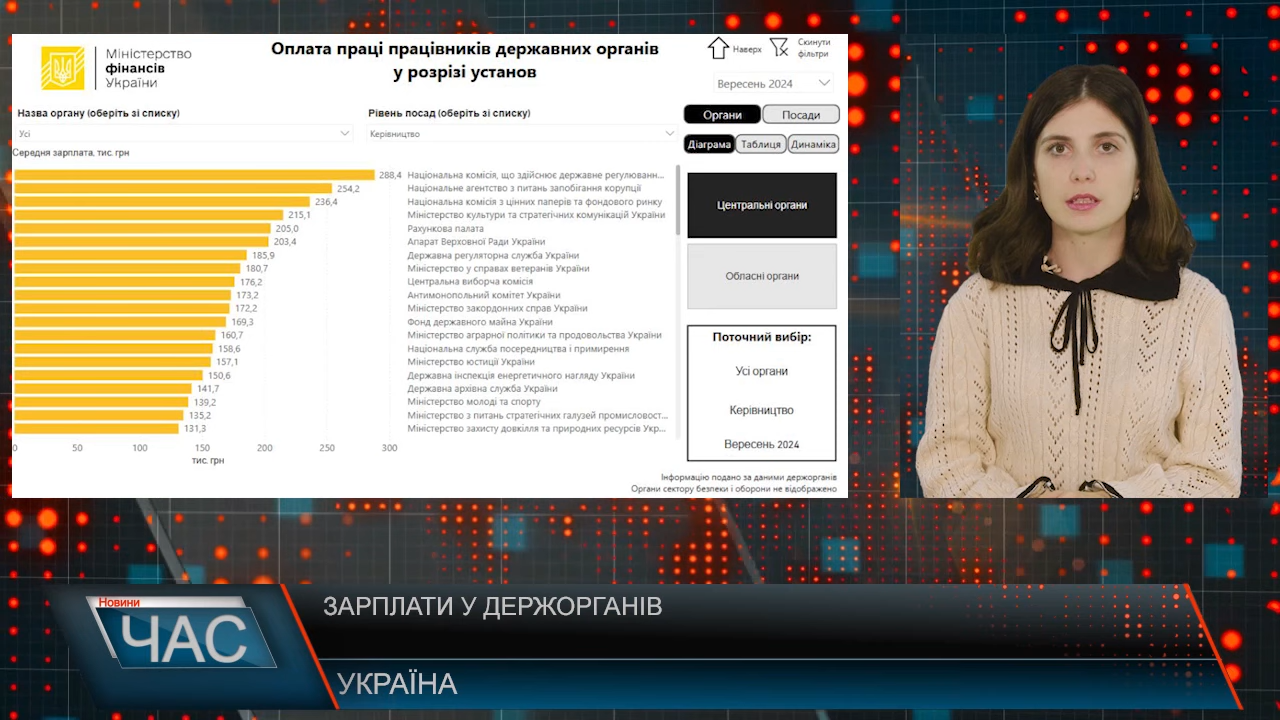 Міністерство
фінансів
України
Оплата праці працівників державних органів
у розрізі установ
Наверх
Скинути
фільтри
Вересень 2024
Назва органу (оберіть зі списку)
Усі
Рівень посад (оберіть зі списку)
Керівництво
Органи
Посади
Діаграма
Таблиця
Динаміка
Середня зарплата, тис. грн
288,4 Національна комісія, що здійснює державне регулюванн...
254,2 Національне агентство з питань запобігання корупції
236,4 Національна комісія з цінних паперів та фондового ринку
215,1 Міністерство культури та стратегічних комунікацій України
205,0 Рахункова палата
203,4 Апарат Верховної Ради України
185,9 Державна регуляторна служба України
180,7 Міністерство у справах ветеранів України
176,2 Центральна виборча комісія
173,2 Антимонопольний комітет України
172,2 Міністерство закордонних справ України
169,3 Фонд державного майна України
160,7 Міністерство аграрної політики та продовольства України
158,6 Національна служба посередництва і примирення
157,1 Міністерство юстиції України
150,6 Державна інспекція енергетичного нагляду України
141,7 Державна архівна служба України
139,2 Міністерство молоді та спорту
135,2 Міністерство з питань стратегічних галузей промисловост...
131,3 Міністерство захисту довкілля та природних ресурсів Укр...
0 50 100 150 200 250 300
тис. грн
Центральні органи
Обласні органи
Поточний вибір:
Усі органи
Керівництво
Вересень 2024
Інформацію подано за даними держорганів
Органи сектору безпеки і оборони не відображено
Новини
ЧАС
ЗАРПЛАТИ У ДЕРЖОРГАНІВ
УКРАЇНА